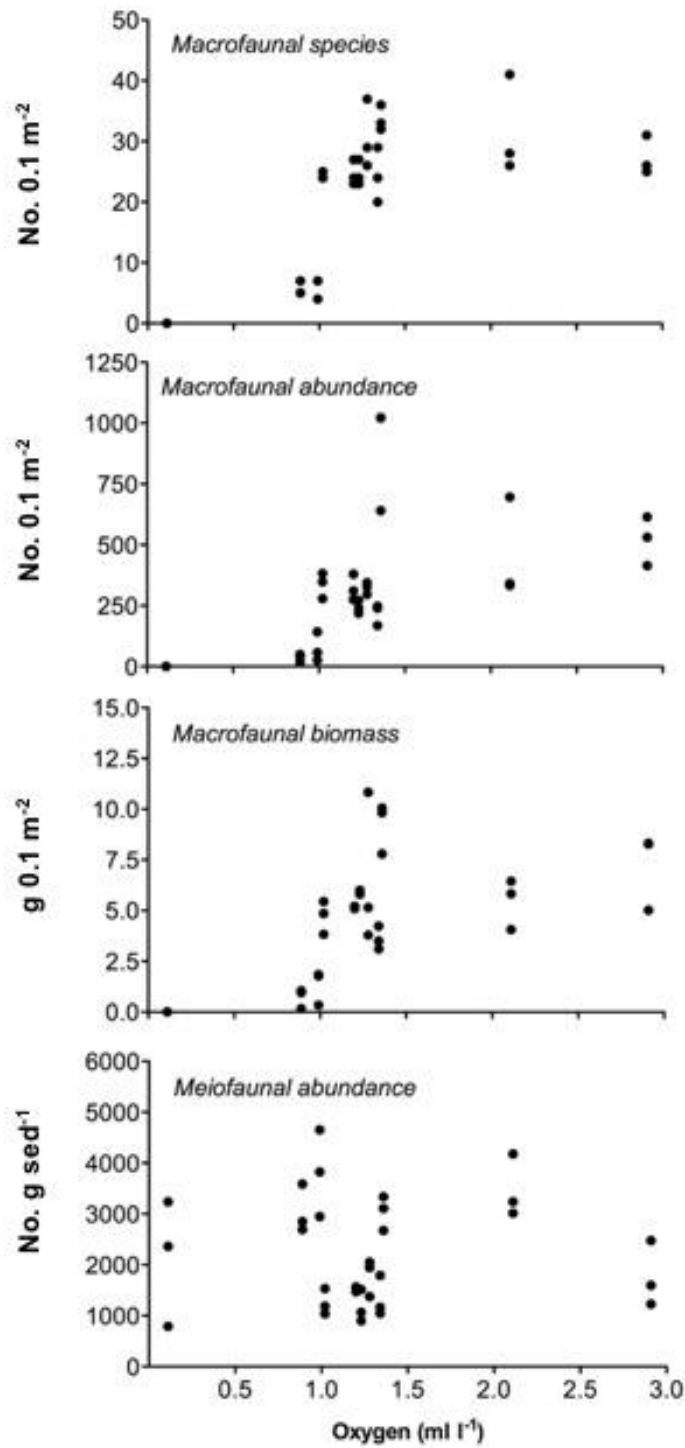 Macrofaunal species
No. 0.1 m⁻²
50
40
30
20
10
0
Macrofaunal abundance
No. 0.1 m⁻²
1250
1000
750
500
250
0
Macrofaunal biomass
g 0.1 m⁻²
15.0
12.5
10.0
7.5
5.0
2.5
0.0
Meiofaunal abundance
No. g sed⁻¹
6000
5000
4000
3000
2000
1000
0
0.5 1.0 1.5 2.0 2.5 3.0
Oxygen (ml l⁻¹)